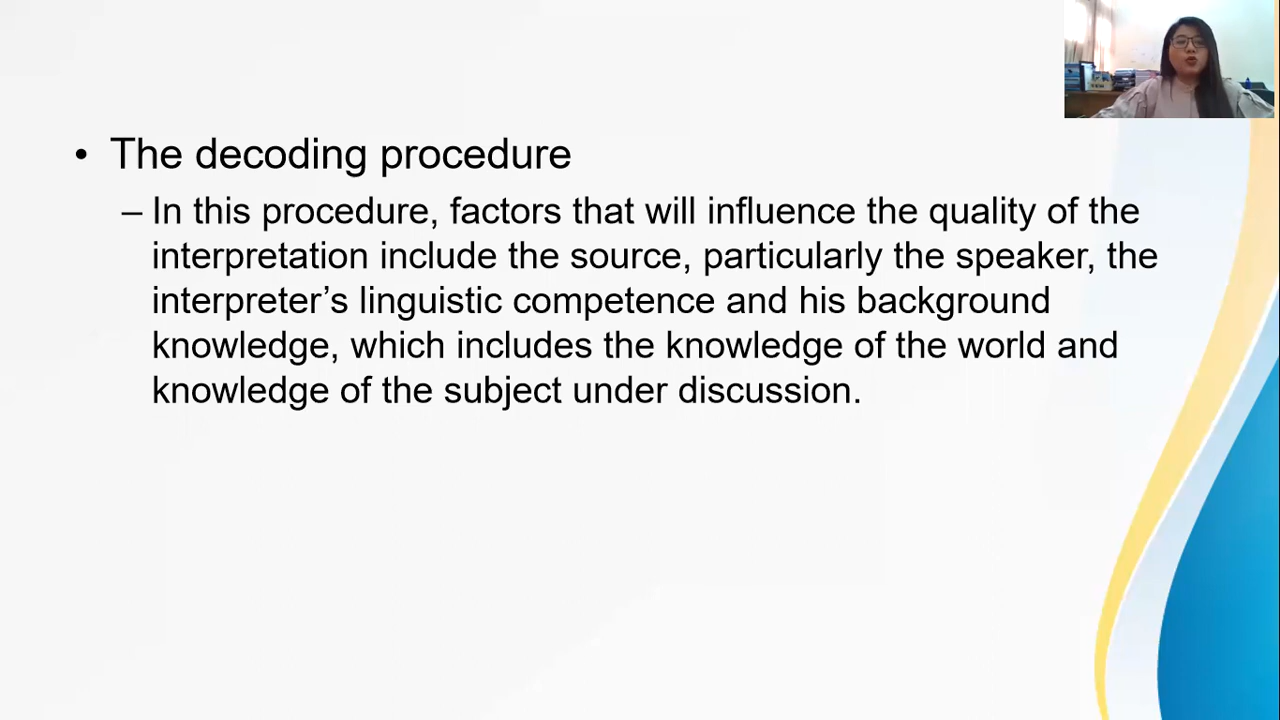 • The decoding procedure
– In this procedure, factors that will influence the quality of the
interpretation include the source, particularly the speaker, the
interpreter’s linguistic competence and his background
knowledge, which includes the knowledge of the world and
knowledge of the subject under discussion.